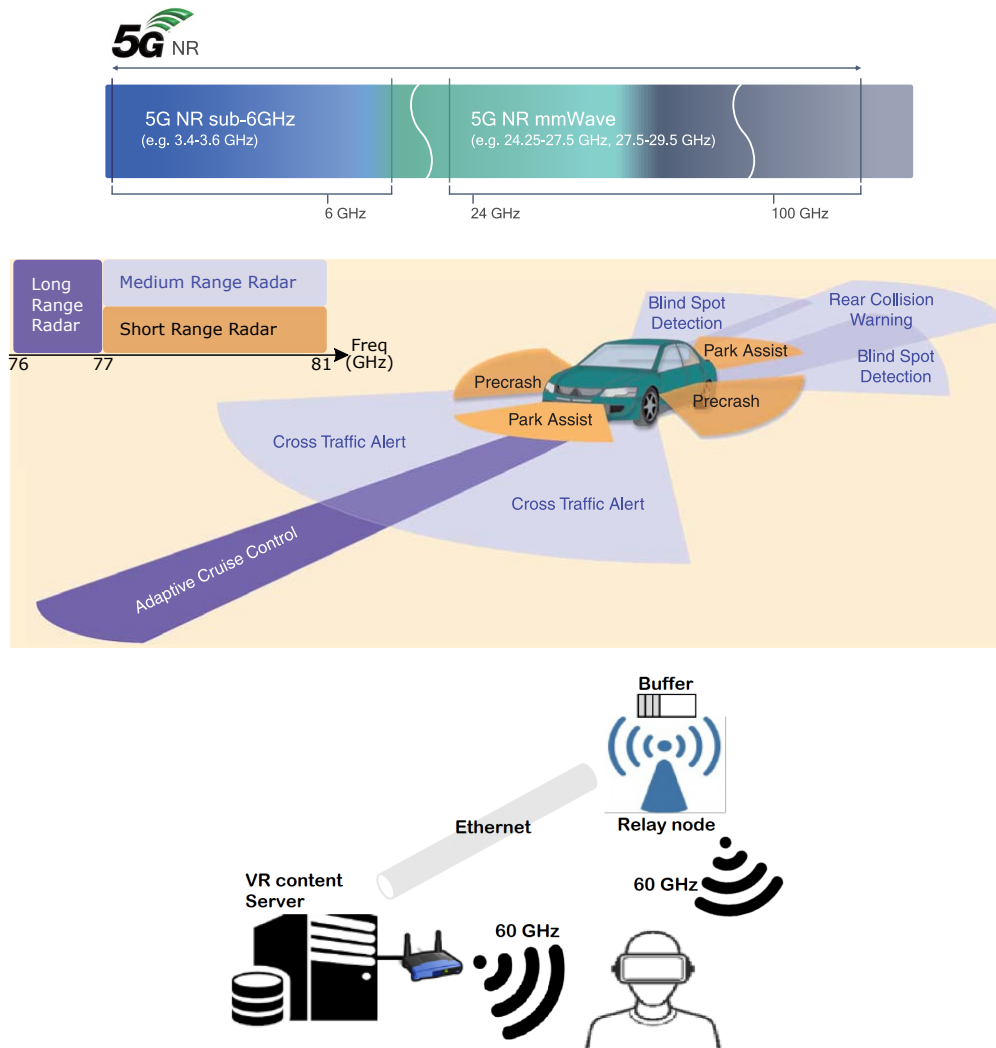 5G NR
5G NR sub-6GHz
(e.g. 3.4-3.6 GHz)
5G NR mmWave
(e.g. 24.25-27.5 GHz, 27.5-29.5 GHz)
6 GHz
24 GHz
100 GHz
Long
Range
Radar
Medium Range Radar
Short Range Radar
76
77
81
Freq
(GHz)
Blind Spot
Detection
Rear Collision
Warning
Park Assist
Blind Spot
Detection
Precrash
Precrash
Park Assist
Cross Traffic Alert
Cross Traffic Alert
Adaptive Cruise Control
Buffer
Ethernet
Relay node
VR content
Server
60 GHz
60 GHz